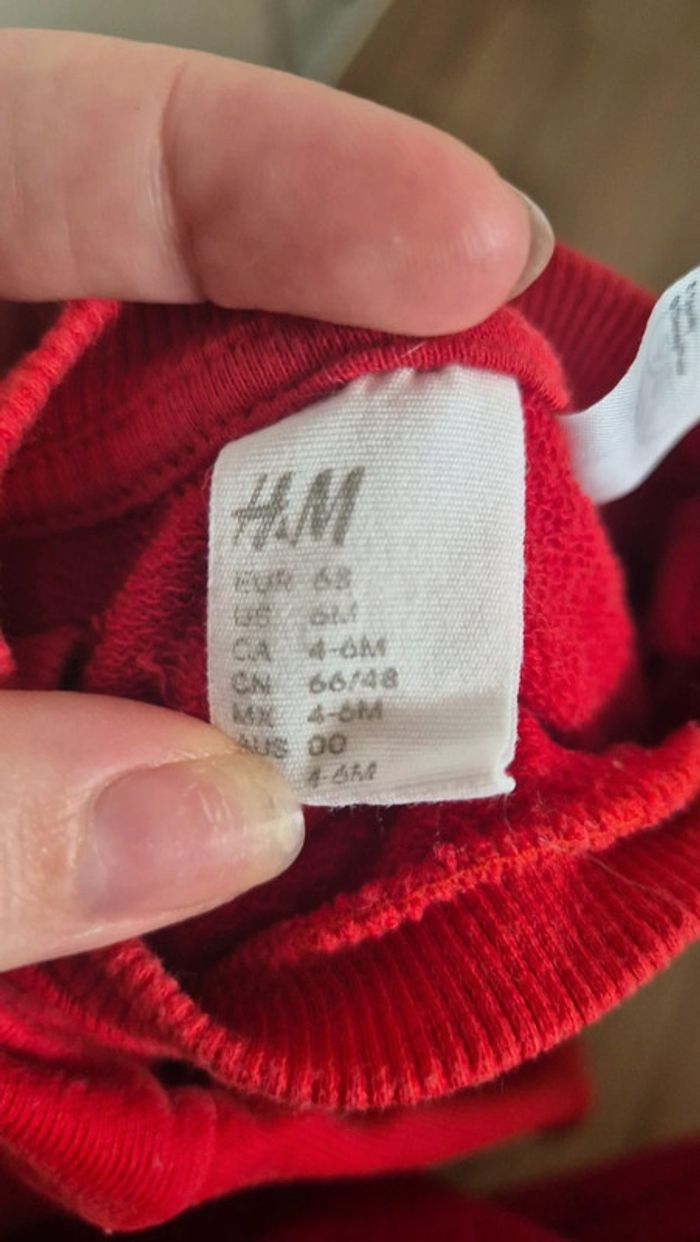 H&M
EUR 68
US 6M
CA 4-6M
CN 66/48
MX 4-6M
AUS 00
4-6M